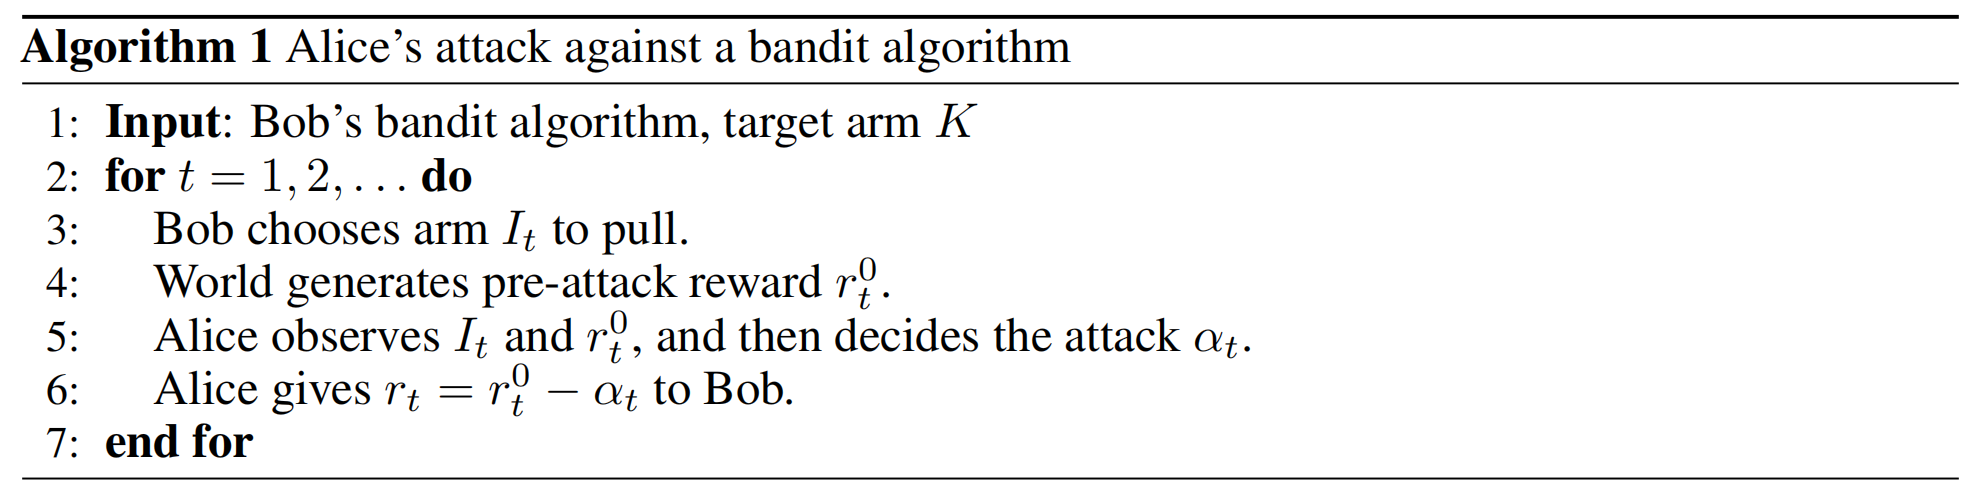 Algorithm 1 Alice's attack against a bandit algorithm
1: Input: Bob's bandit algorithm, target arm $K$
2: for $t = 1, 2, \ldots$ do
3: Bob chooses arm $I_t$ to pull.
4: World generates pre-attack reward $r_t^0$.
5: Alice observes $I_t$ and $r_t^0$, and then decides the attack $\alpha_t$.
6: Alice gives $r_t = r_t^0 - \alpha_t$ to Bob.
7: end for